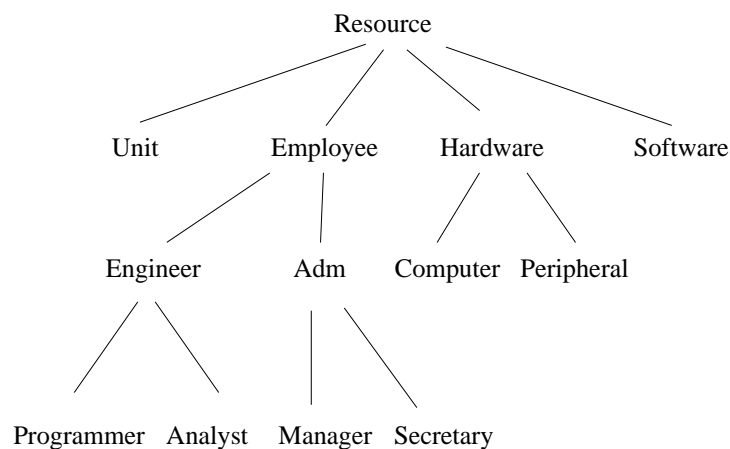 Resource
Unit Employee Hardware Software
Engineer Adm Computer Peripheral
Programmer Analyst Manager Secretary